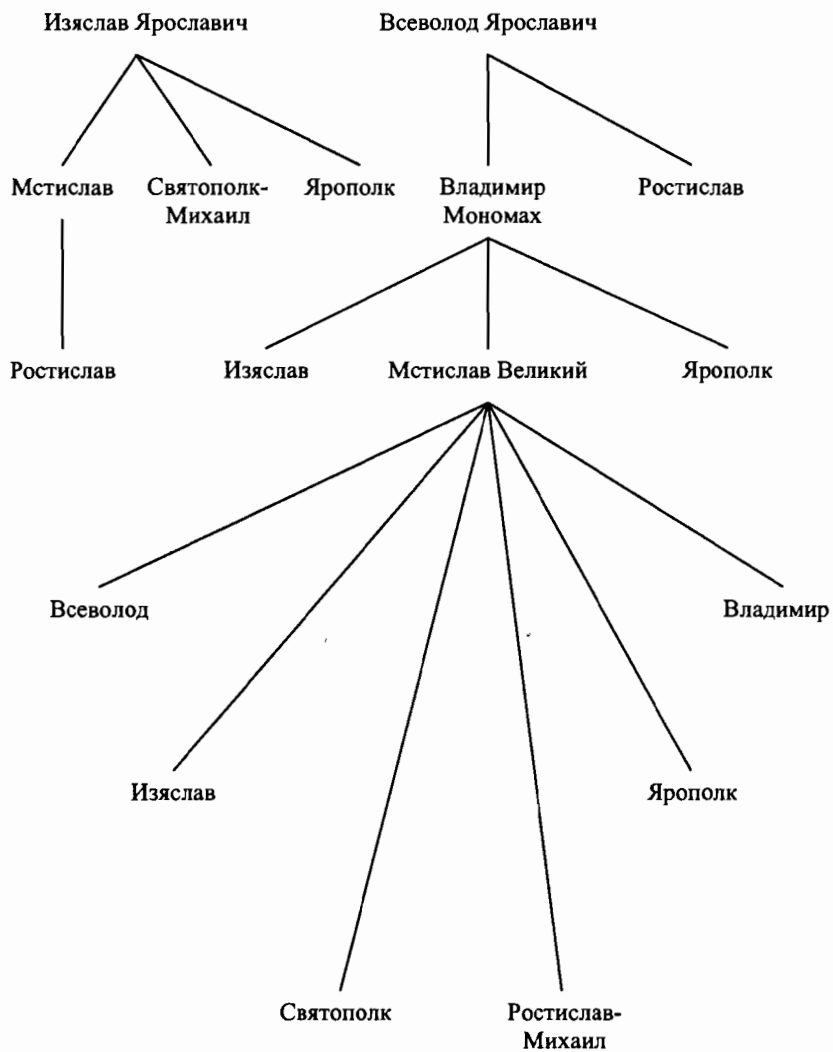 Изяслав Ярославич
Всеволод Ярославич
Мстислав
Святополк-
Михаил
Ярополк
Владимир
Мономах
Ростислав
Ростислав
Изяслав
Мстислав Великий
Ярополк
Всеволод
Владимир
Изяслав
Ярополк
Святополк
Ростислав-
Михаил